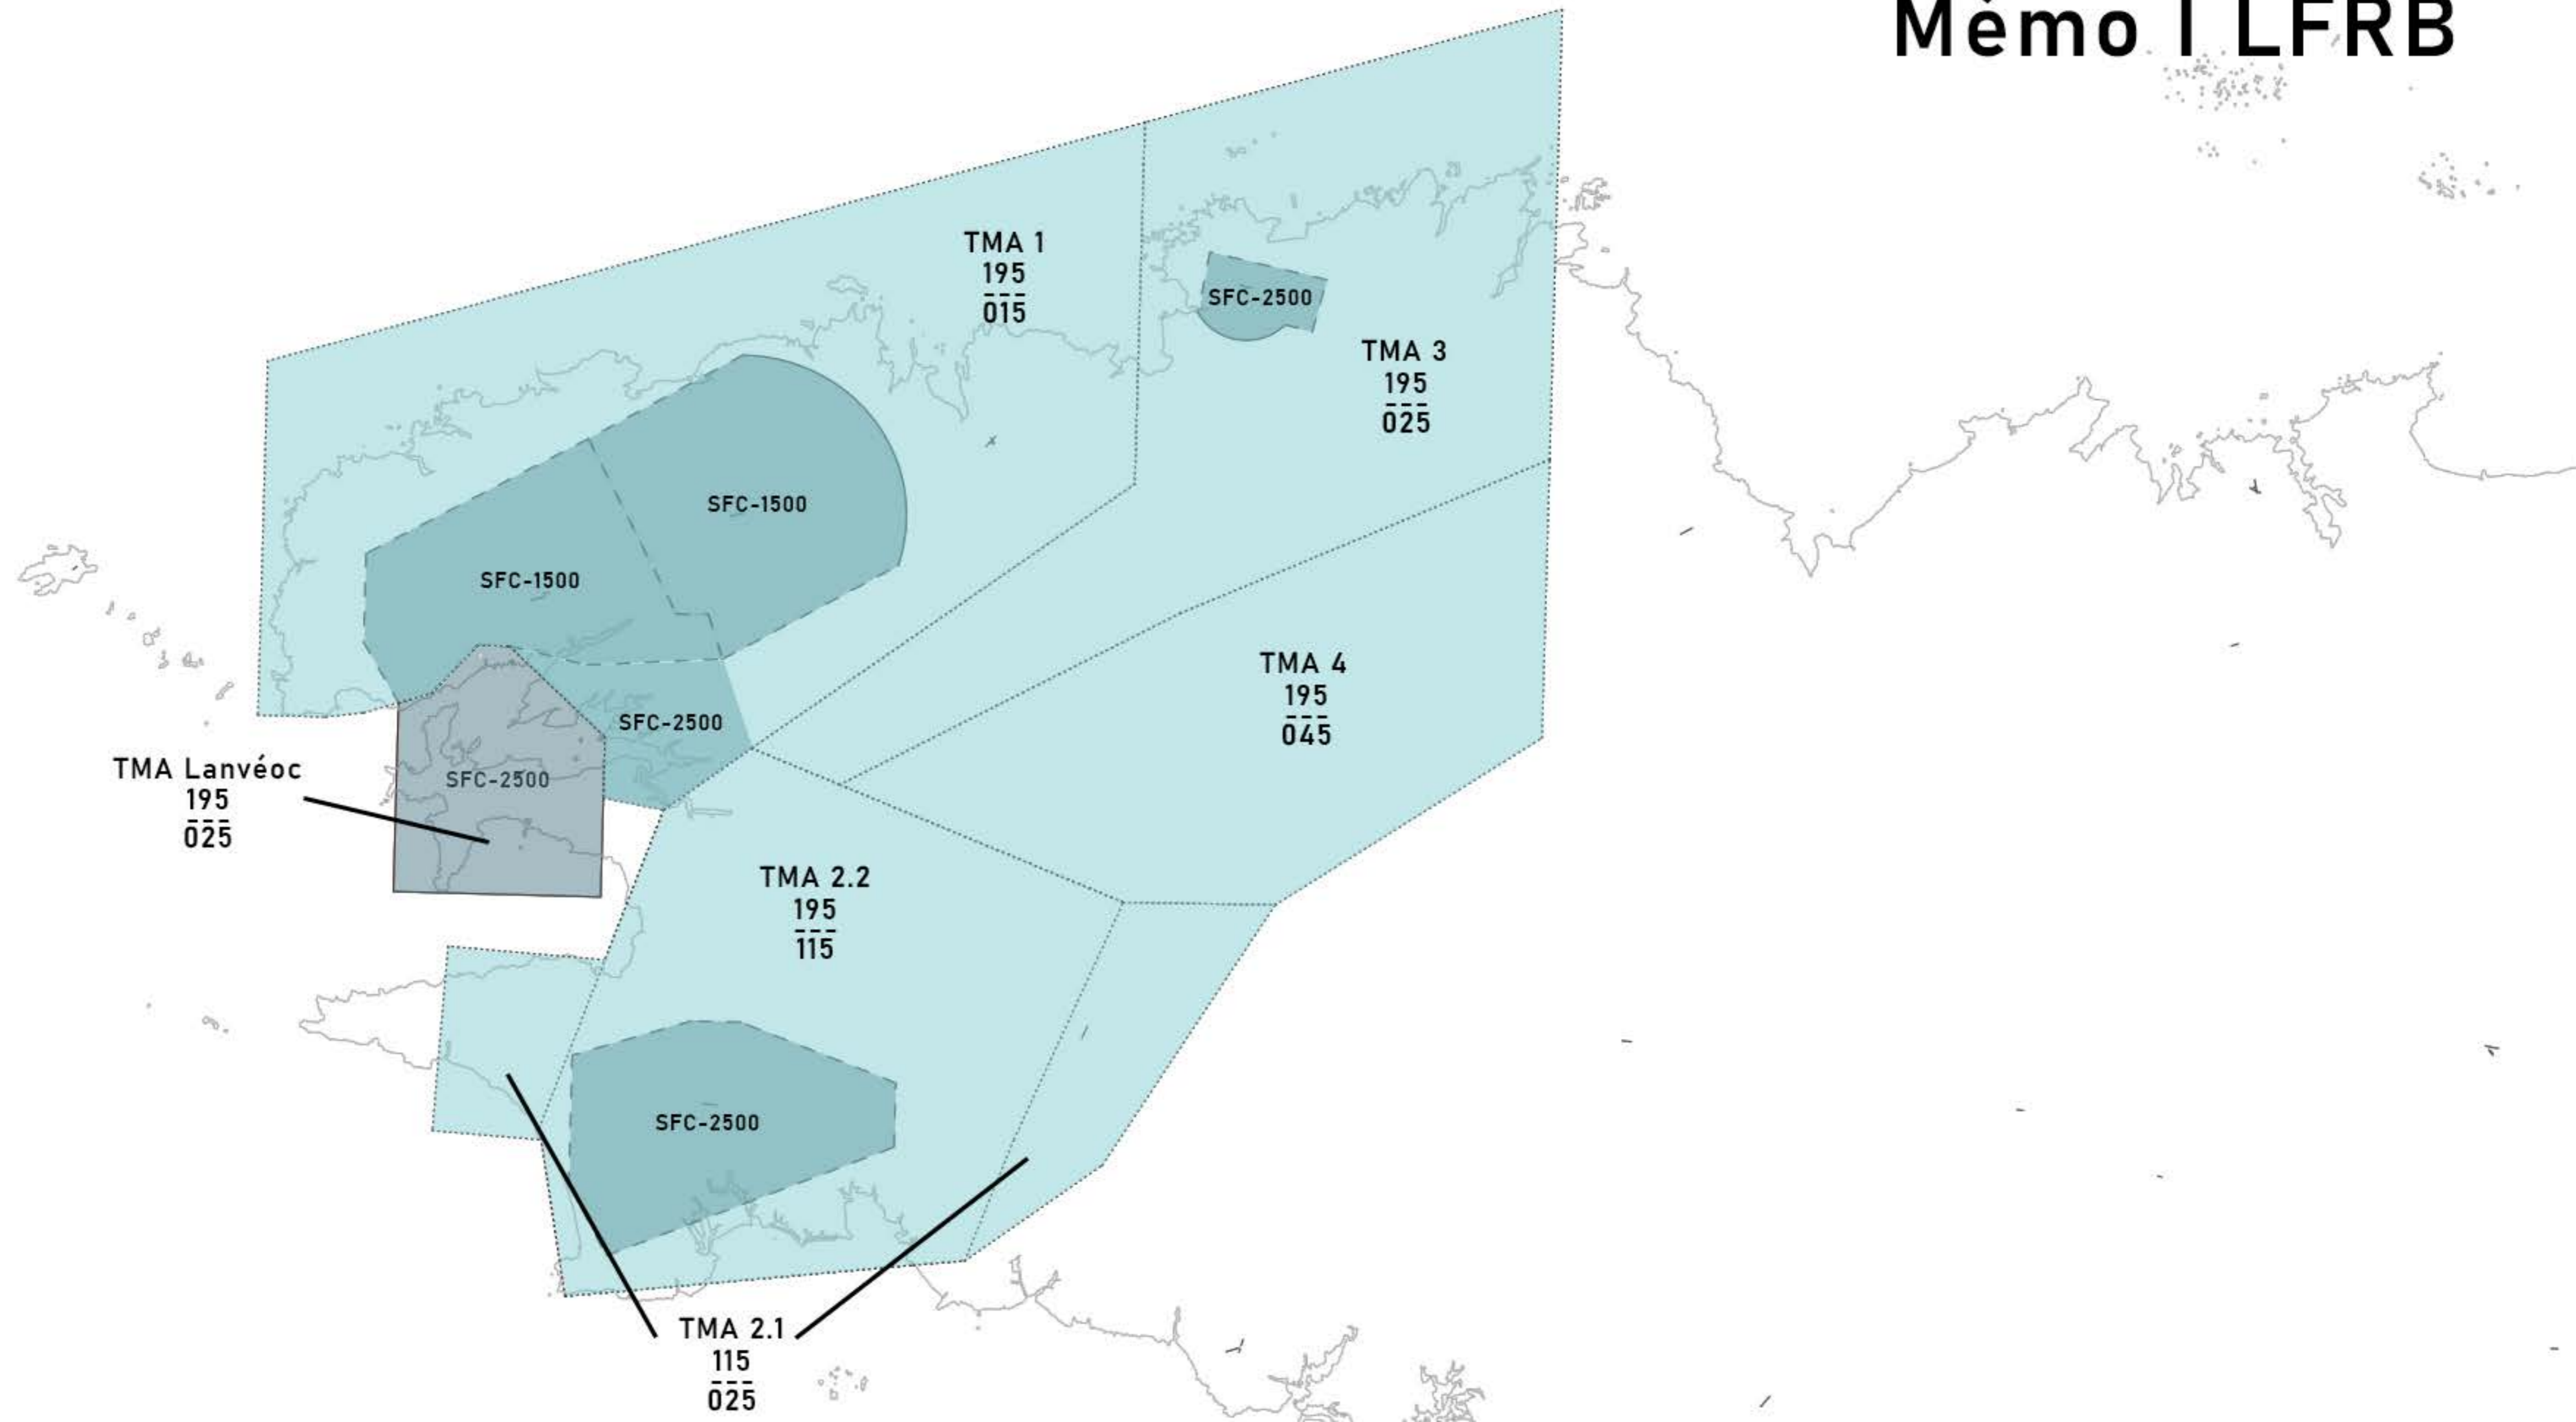 Mémo I LFRB
TMA 1
195
---
015
SFC-2500
TMA 3
195
---
025
SFC-1500
SFC-1500
TMA 4
195
---
045
SFC-2500
TMA Lanvéoc
195
---
025
SFC-2500
TMA 2.2
195
---
115
SFC-2500
TMA 2.1
115
---
025